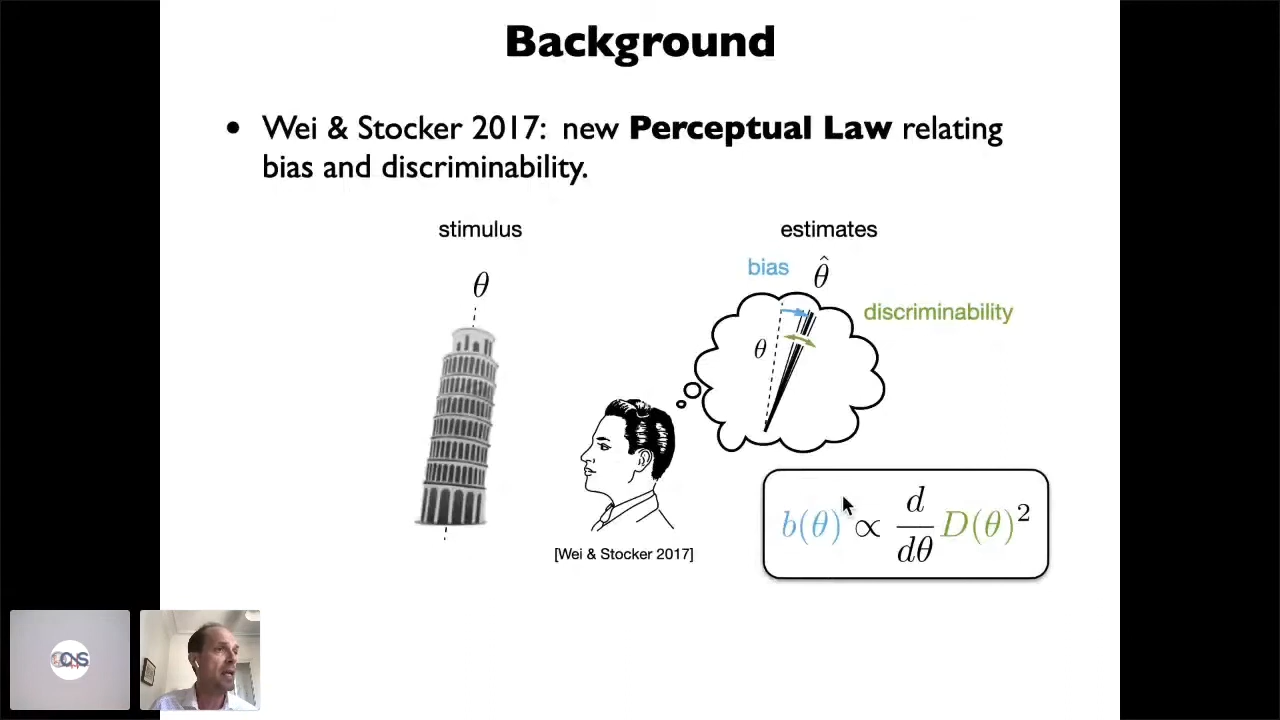 Background
• Wei & Stocker 2017: new Perceptual Law relating
bias and discriminability.
stimulus
estimates
bias
θ̂
θ
discriminability
θ
[Wei & Stocker 2017]
b(θ) ∝ d/dθ D(θ)²